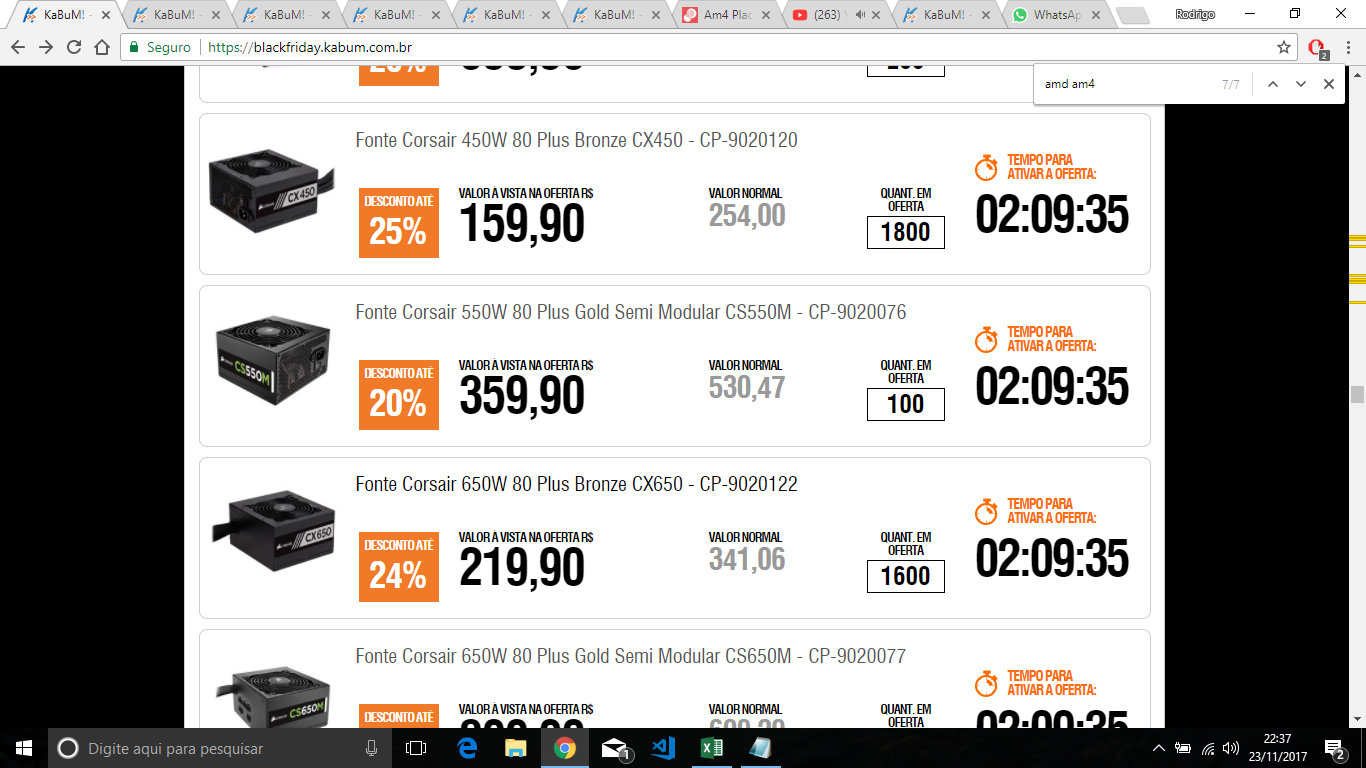 KaBuM! -
KaBuM! -
KaBuM! -
KaBuM! -
KaBuM! -
KaBuM! -
Am4 Plac
(263)
KaBuM! -
WhatsAp
Rodrigo
Seguro
https://blackfriday.kabum.com.br
2
amd am4
7/7
Fonte Corsair 450W 80 Plus Bronze CX450 - CP-9020120
CX450
DESCONTO ATÉ
25%
VALOR À VISTA NA OFERTA R$
159,90
VALOR NORMAL
254,00
QUANT. EM
OFERTA
1800
TEMPO PARA
ATIVAR A OFERTA:
02:09:35
Fonte Corsair 550W 80 Plus Gold Semi Modular CS550M - CP-9020076
CS550M
DESCONTO ATÉ
20%
VALOR À VISTA NA OFERTA R$
359,90
VALOR NORMAL
530,47
QUANT. EM
OFERTA
100
TEMPO PARA
ATIVAR A OFERTA:
02:09:35
Fonte Corsair 650W 80 Plus Bronze CX650 - CP-9020122
CX650
DESCONTO ATÉ
24%
VALOR À VISTA NA OFERTA R$
219,90
VALOR NORMAL
341,06
QUANT. EM
OFERTA
1600
TEMPO PARA
ATIVAR A OFERTA:
02:09:35
Fonte Corsair 650W 80 Plus Gold Semi Modular CS650M - CP-9020077
CS650M
DESCONTO ATÉ
VALOR À VISTA NA OFERTA R$
VALOR NORMAL
QUANT. EM
OFERTA
TEMPO PARA
ATIVAR A OFERTA:
02:09:35
Digite aqui para pesquisar
1
22:37
23/11/2017
2